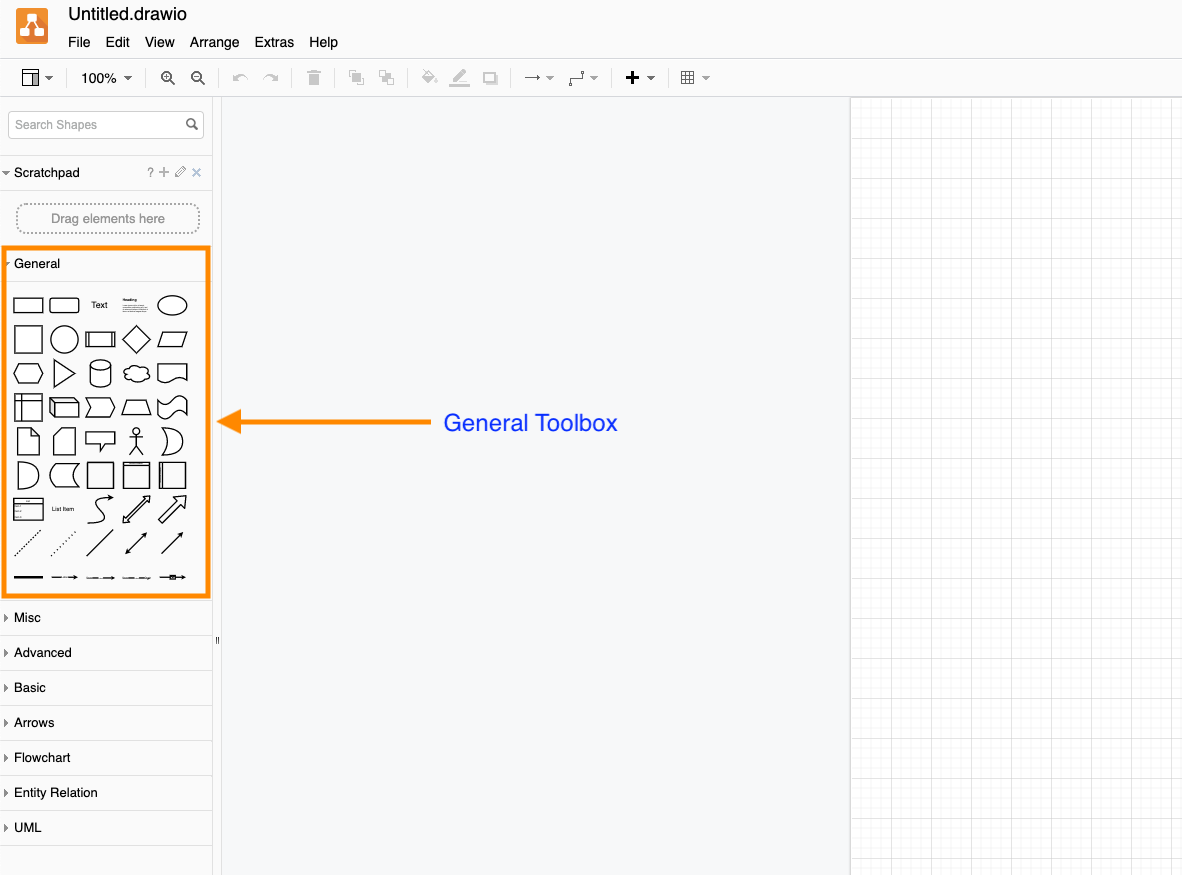 Untitled.drawio
File Edit View Arrange Extras Help
100%
Search Shapes
Scratchpad ?
Drag elements here
General
Text Heading
List Item
General Toolbox
Misc
Advanced
Basic
Arrows
Flowchart
Entity Relation
UML